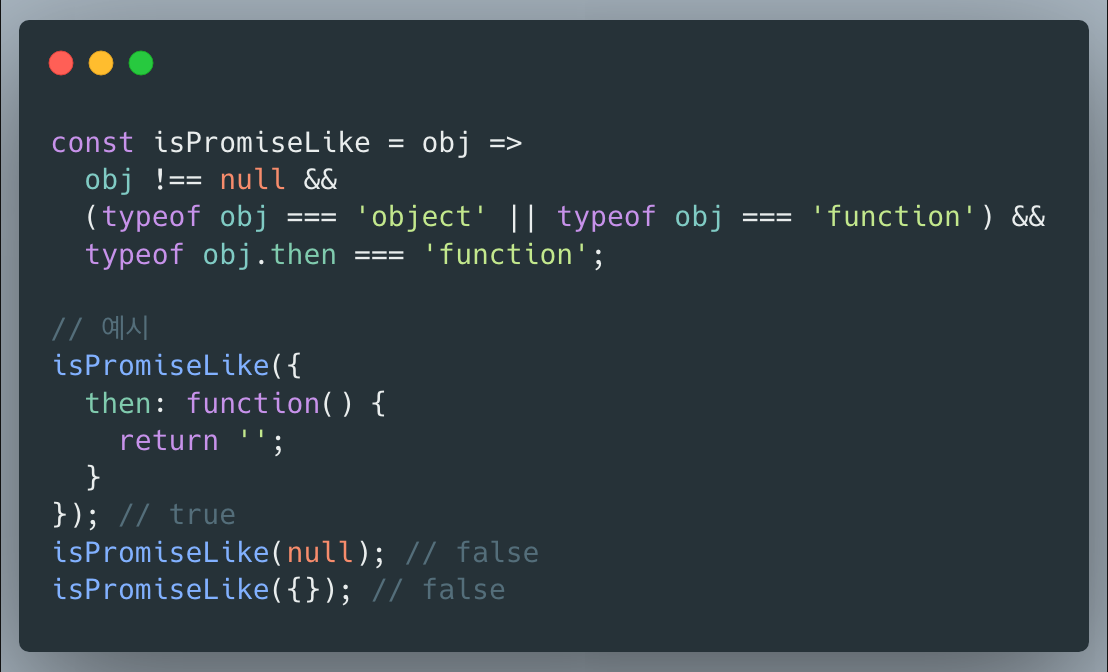 const isPromiseLike = obj =>
  obj !== null &&
  (typeof obj === 'object' || typeof obj === 'function') &&
  typeof obj.then === 'function';

// 예시
isPromiseLike({
  then: function() {
    return '';
  }
}); // true
isPromiseLike(null); // false
isPromiseLike({}); // false